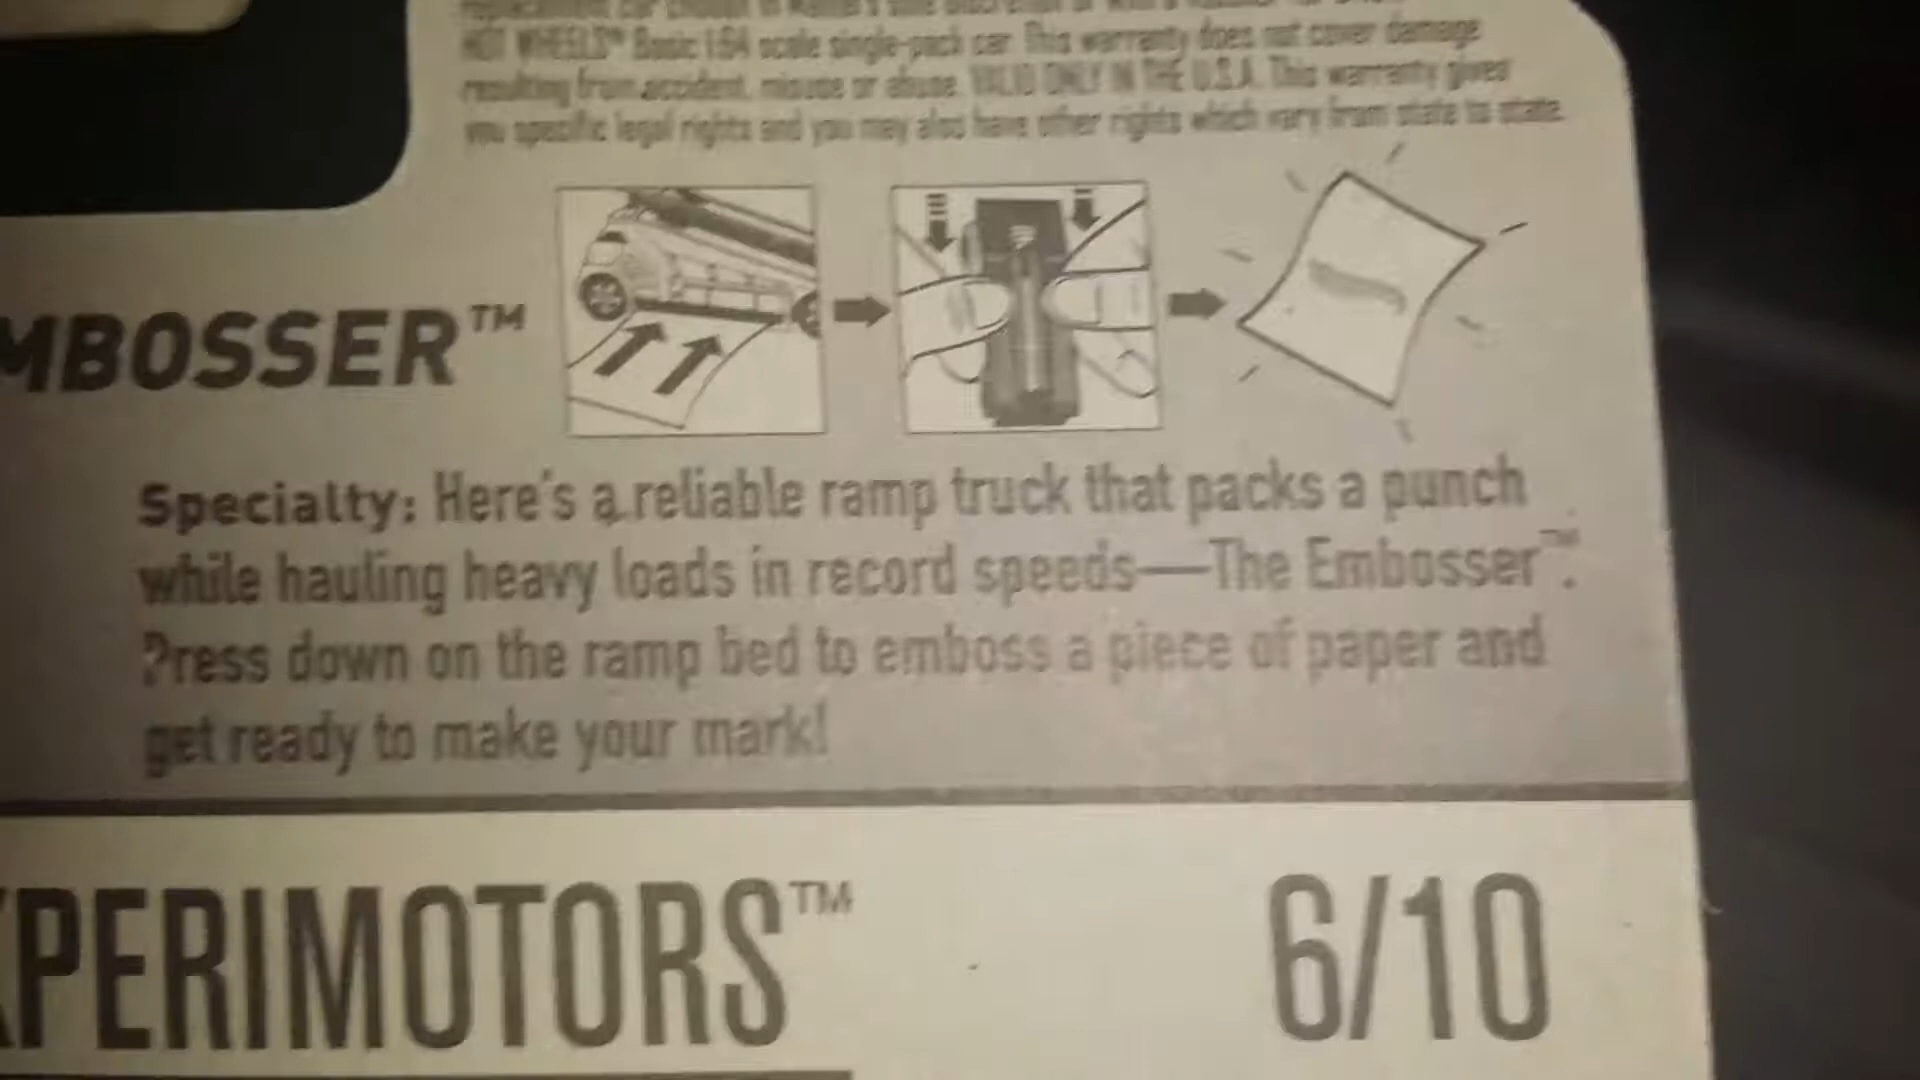 HOT WHEELS™ Basic 1:64 scale single-pack car. This warranty does not cover damage
resulting from accident, misuse or abuse. VALID ONLY IN THE U.S.A. This warranty gives
you specific legal rights and you may also have other rights which vary from state to state.
MBOSSER™
Specialty: Here's a reliable ramp truck that packs a punch
while hauling heavy loads in record speeds—The Embosser™.
Press down on the ramp bed to emboss a piece of paper and
get ready to make your mark!
XPERIMOTORS™
6/10